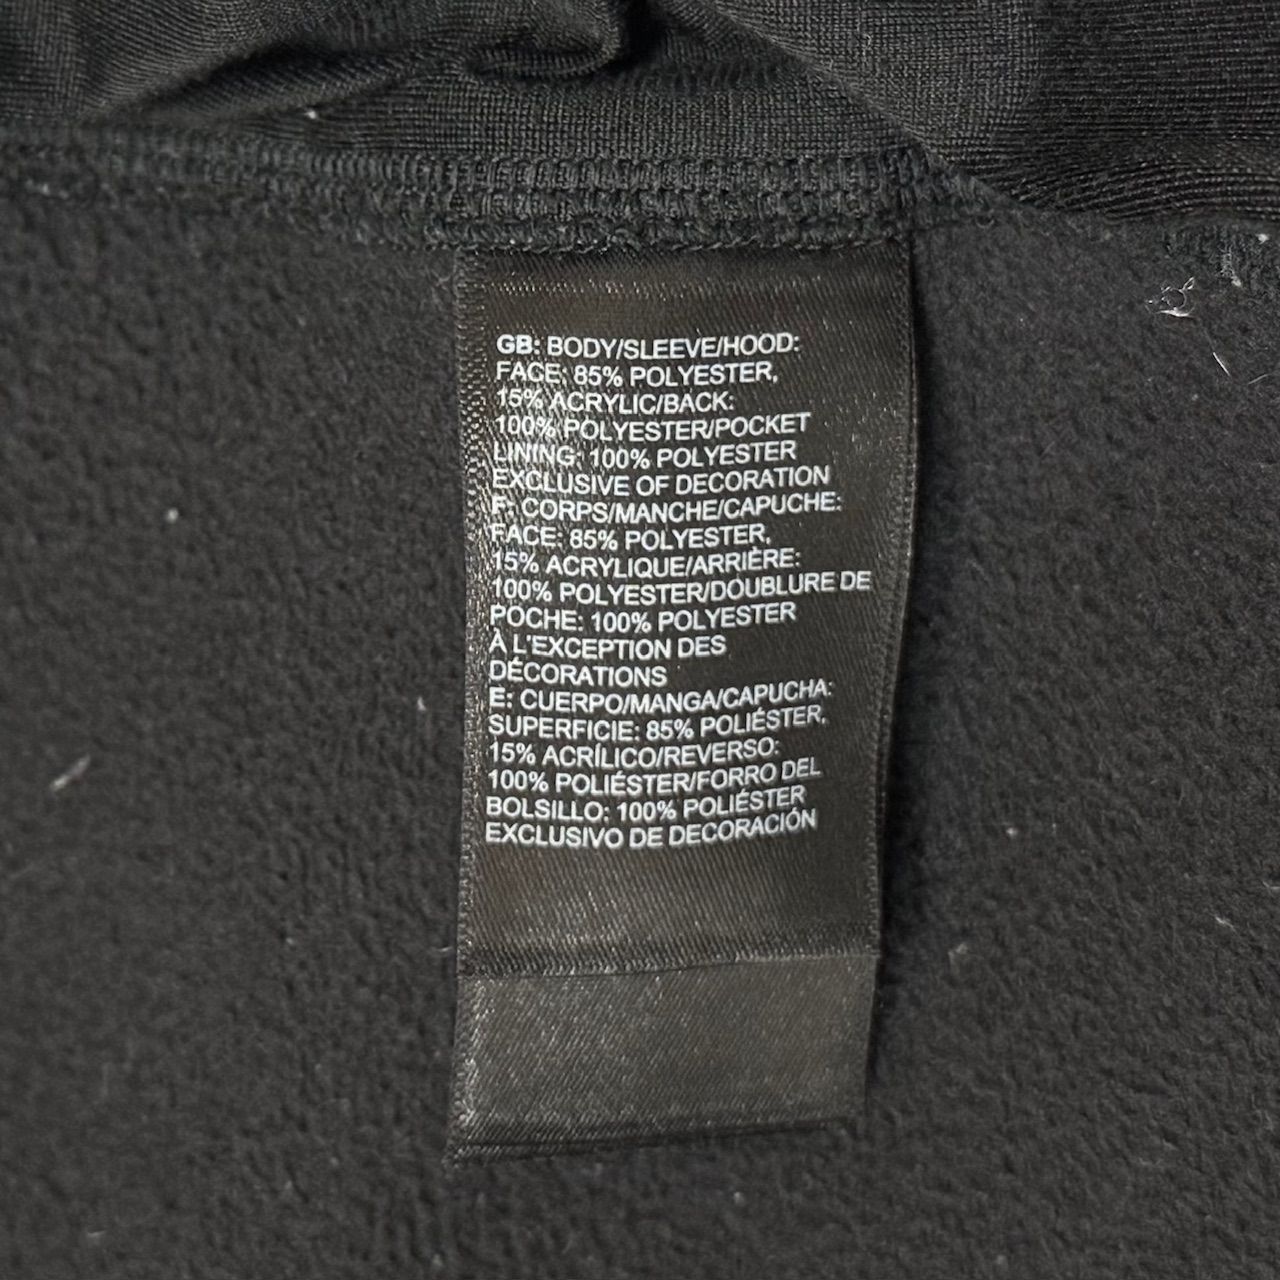 GB: BODY/SLEEVE/HOOD:
FACE: 85% POLYESTER,
15% ACRYLIC/BACK:
100% POLYESTER/POCKET
LINING: 100% POLYESTER
EXCLUSIVE OF DECORATION
F: CORPS/MANCHE/CAPUCHE:
FACE: 85% POLYESTER,
15% ACRYLIQUE/ARRIÈRE:
100% POLYESTER/DOUBLURE DE
POCHE: 100% POLYESTER
À L'EXCEPTION DES
DÉCORATIONS
E: CUERPO/MANGA/CAPUCHA:
SUPERFICIE: 85% POLIÉSTER,
15% ACRÍLICO/REVERSO:
100% POLIÉSTER/FORRO DEL
BOLSILLO: 100% POLIÉSTER
EXCLUSIVO DE DECORACIÓN